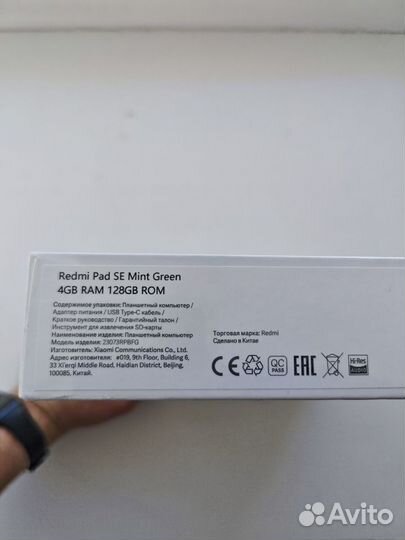 Redmi Pad SE Mint Green
4GB RAM 128GB ROM
Содержимое упаковки: Планшетный компьютер /
Адаптер питания / USB Type-C кабель /
Краткое руководство / Гарантийный талон /
Инструмент для извлечения SD-карты
Наименование изделия: Планшетный компьютер
Модель изделия: 23073RPBFG
Изготовитель: Xiaomi Communications Co., Ltd.
Адрес изготовителя: #019, 9th Floor, Building 6,
33 Xi'erqi Middle Road, Haidian District, Beijing,
100085, Китай.
Торговая марка: Redmi
Сделано в Китае
CE
QC
PASS
EAC
Hi-Res
AUDIO
Avito